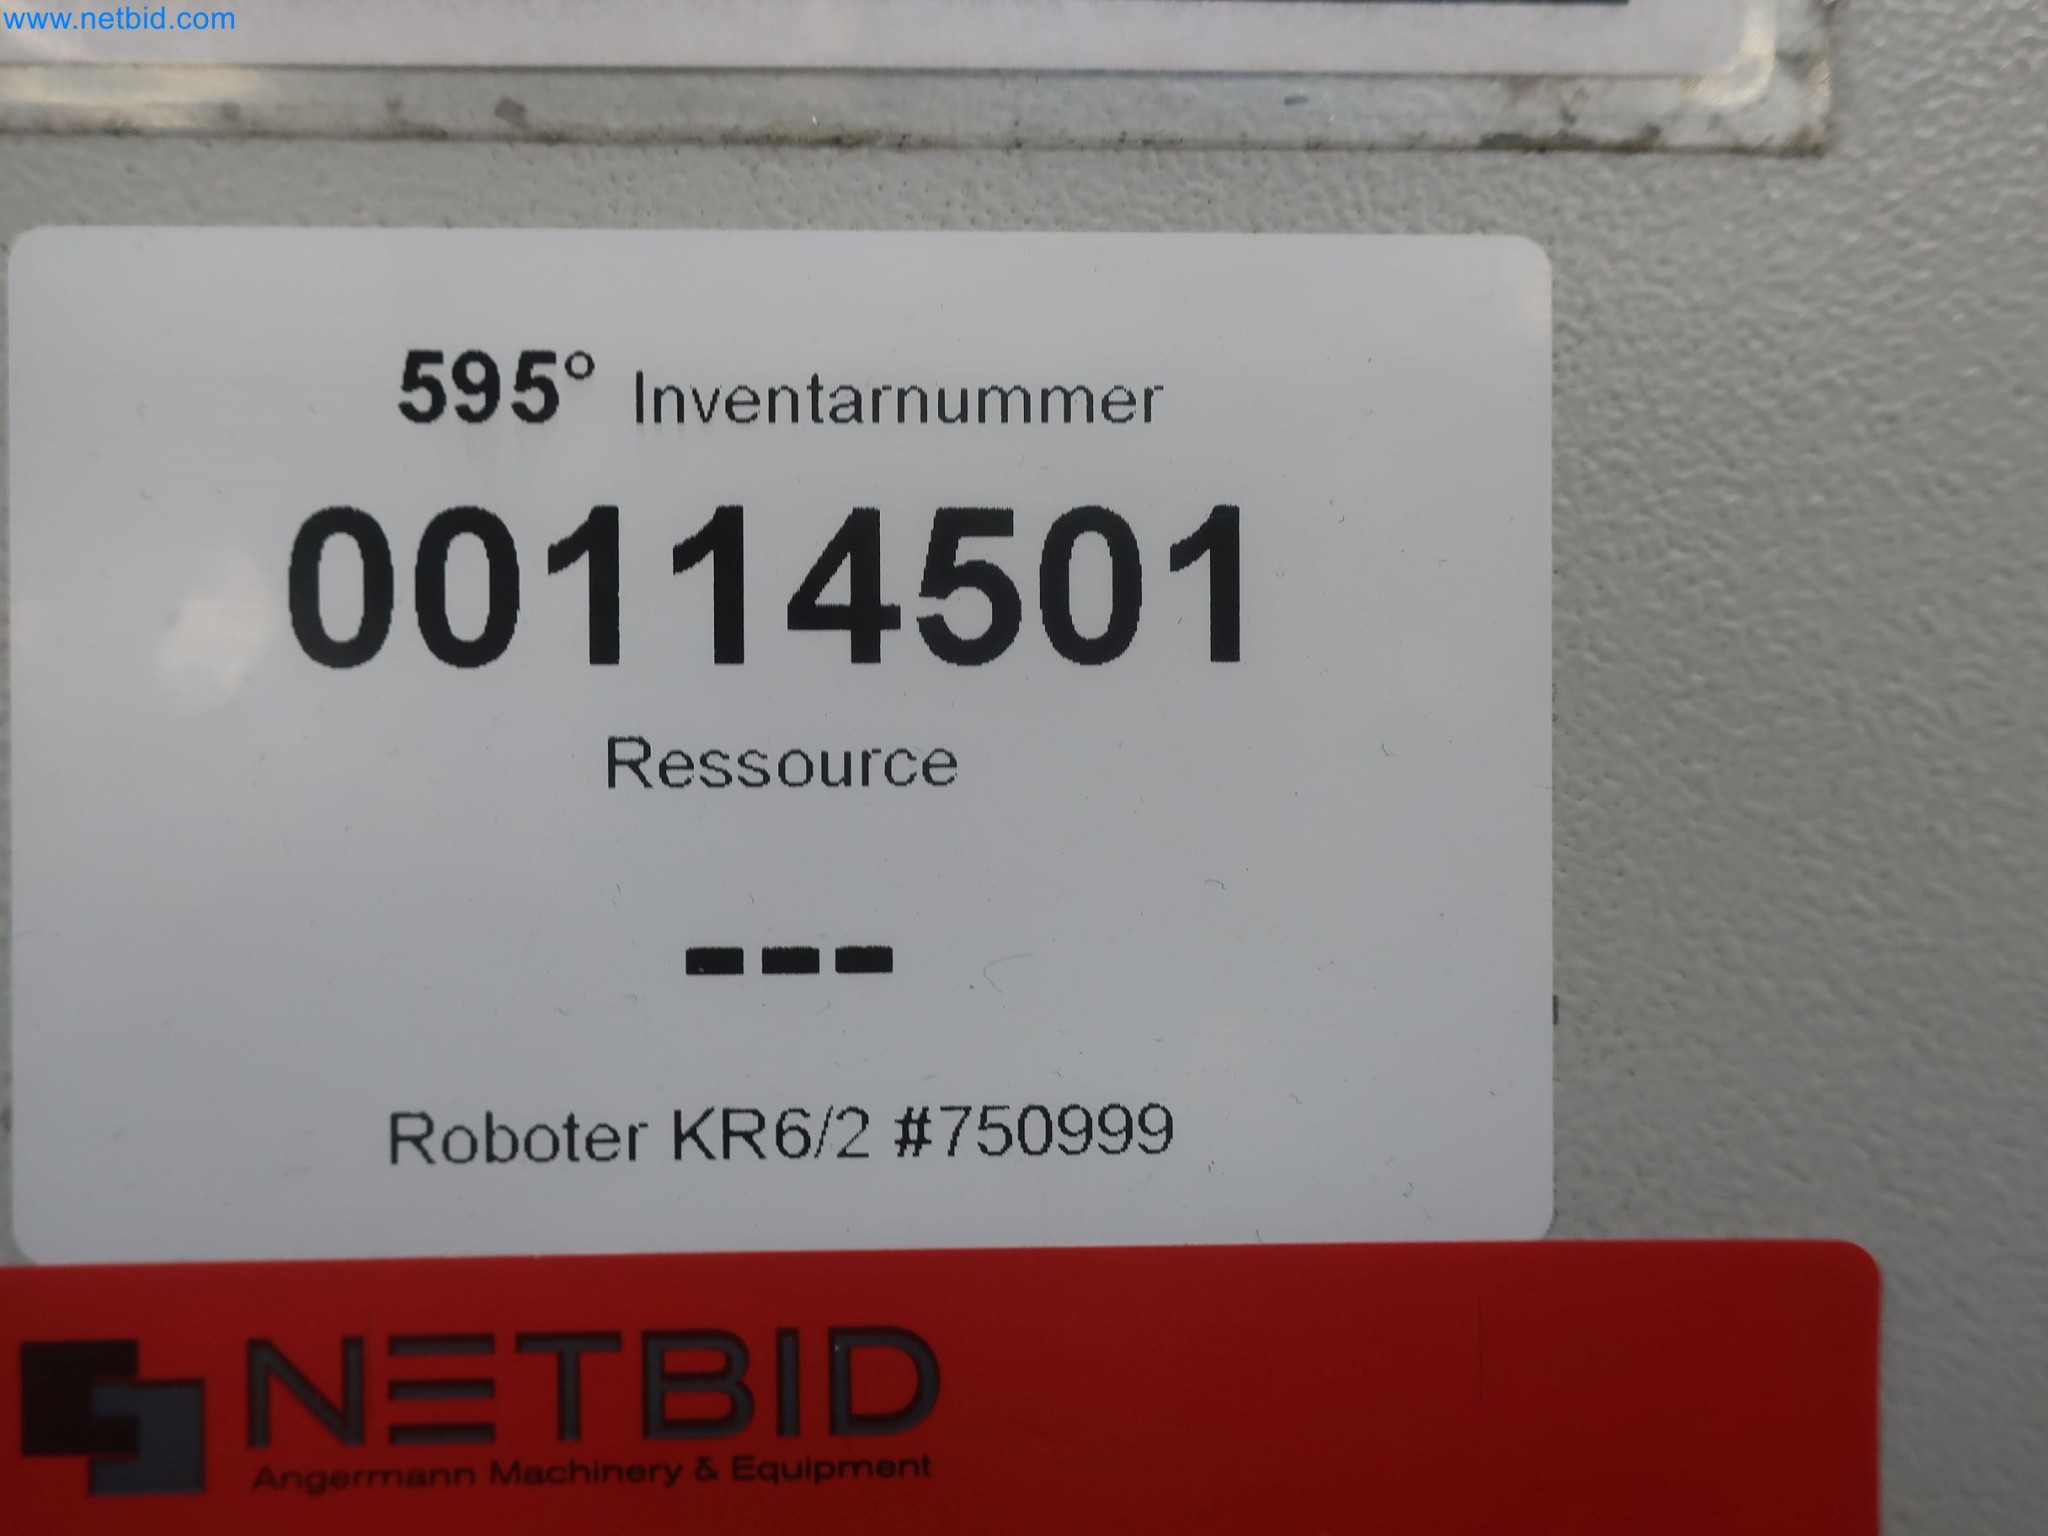 www.netbid.com
595° Inventarnummer
00114501
Ressource
---
Roboter KR6/2 #750999
NETBID
Angermann Machinery & Equipment